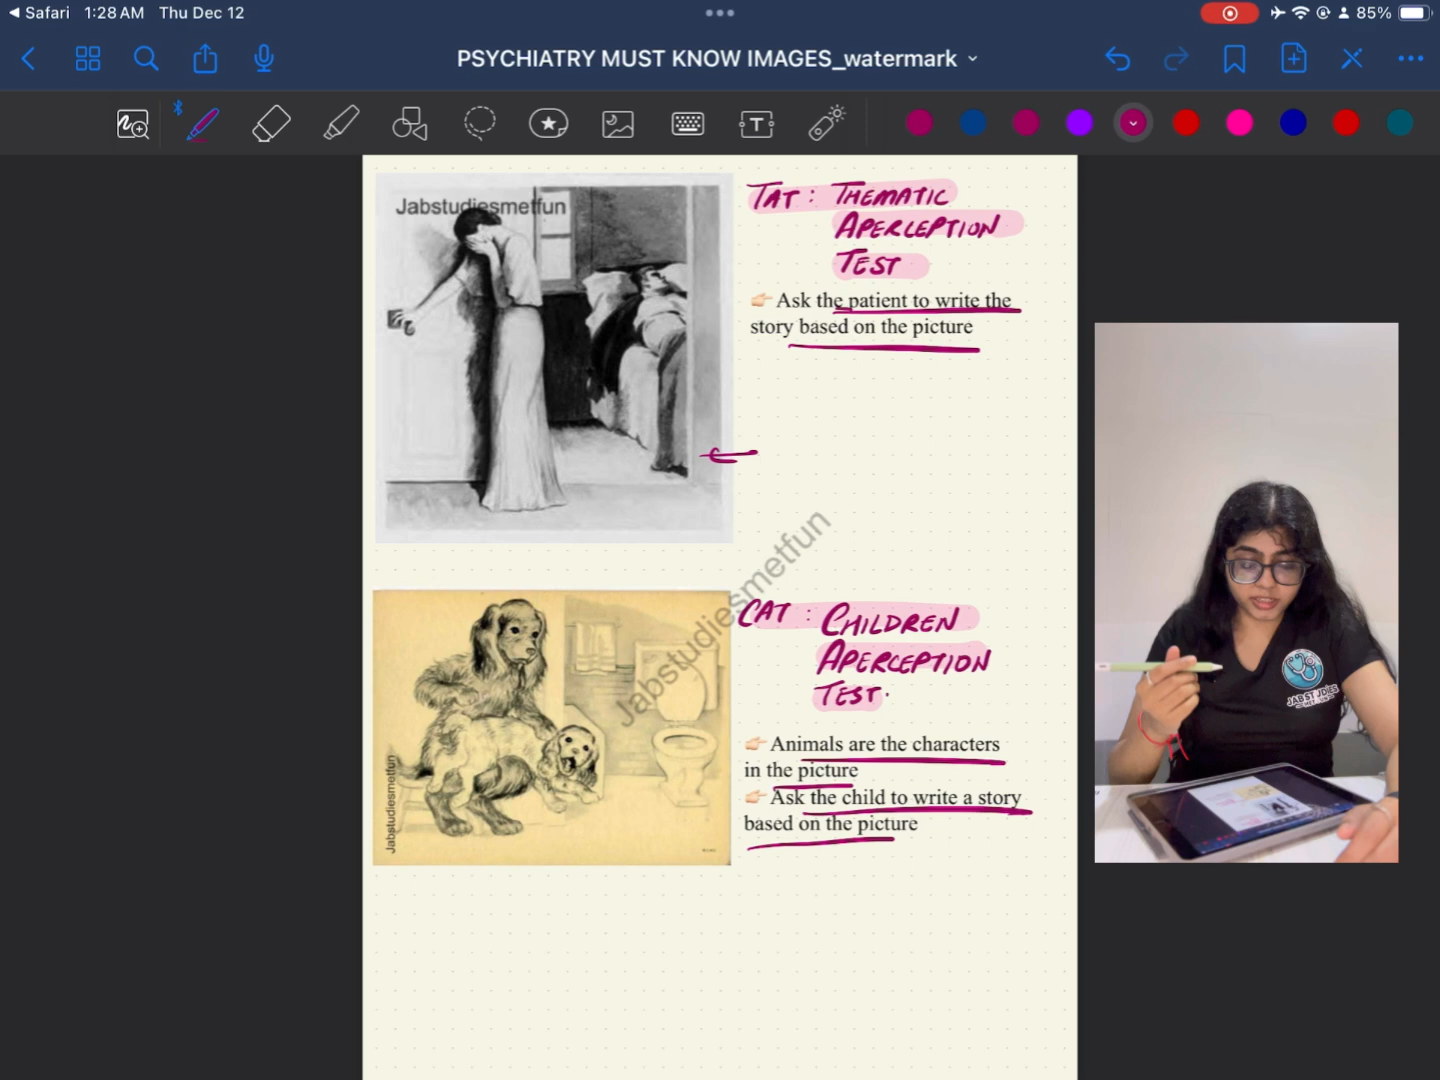 Safari 1:28 AM Thu Dec 12
85%
PSYCHIATRY MUST KNOW IMAGES_watermark
Jabstudiesmetfun
TAT : THEMATIC
APERCEPTION
TEST
👉🏻 Ask the patient to write the
story based on the picture
Jabstudiesmetfun
CAT : CHILDREN
APERCEPTION
TEST.
👉🏻 Animals are the characters
in the picture
👉🏻 Ask the child to write a story
based on the picture
Jabstudiesmetfun